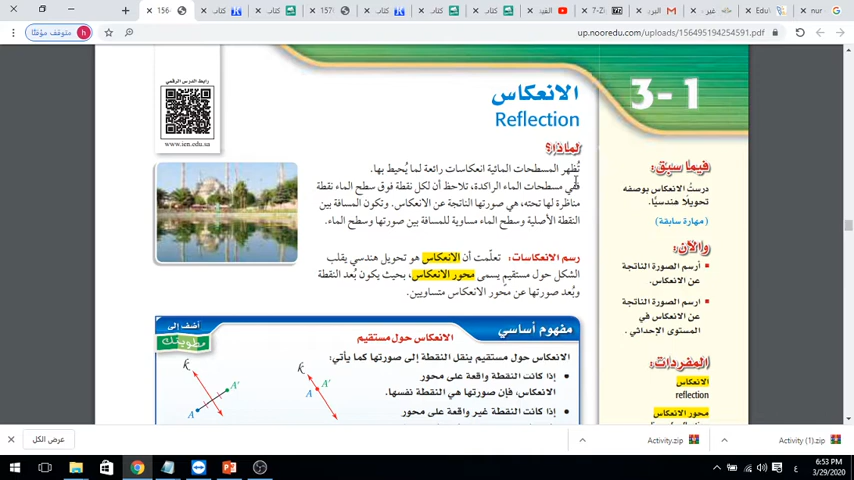 156
کتاب
157
7-Zip
Edu
nur
متوقف مؤقتًا
up.nooredu.com/uploads/156495194254591.pdf
رابط الدرس الرقمي
www.ien.edu.sa
3-1
الانعكاس
Reflection
لماذا؟
تُظهر المسطحات المائية انعكاسات رائعة لما يُحيط بها.
ففي مسطحات الماء الراكدة، تلاحظ أن لكل نقطة فوق سطح الماء نقطة
مناظرة لها تحته، هي صورتها الناتجة عن الانعكاس. وتكون المسافة بين
النقطة الأصلية وسطح الماء مساوية للمسافة بين صورتها وسطح الماء.
رسم الانعكاسات: تعلّمت أن الانعكاس هو تحويل هندسي يقلب
الشكل حول مستقيم يسمى محور الانعكاس، بحيث يكون بُعد النقطة
وبُعد صورتها عن محور الانعكاس متساويين.
فيما سبق:
درستُ الانعكاس بوصفه
تحويلًا هندسيًّا.
(مهارة سابقة)
والآن:
أرسم الصورة الناتجة
عن الانعكاس.
ارسم الصورة الناتجة
عن الانعكاس في
المستوى الإحداثي.
المفردات:
الانعكاس
reflection
محور الانعكاس
مفهوم أساسي
أضف إلى
مطويتك
الانعكاس حول مستقيم
الانعكاس حول مستقيم ينقل النقطة إلى صورتها كما يأتي:
• إذا كانت النقطة واقعة على محور
الانعكاس، فإن صورتها هي النقطة نفسها.
• إذا كانت النقطة غير واقعة على محور
k
A'
A
k
A'
A
عرض الكل
Activity.zip
Activity (1).zip
6:53 PM
3/29/2020